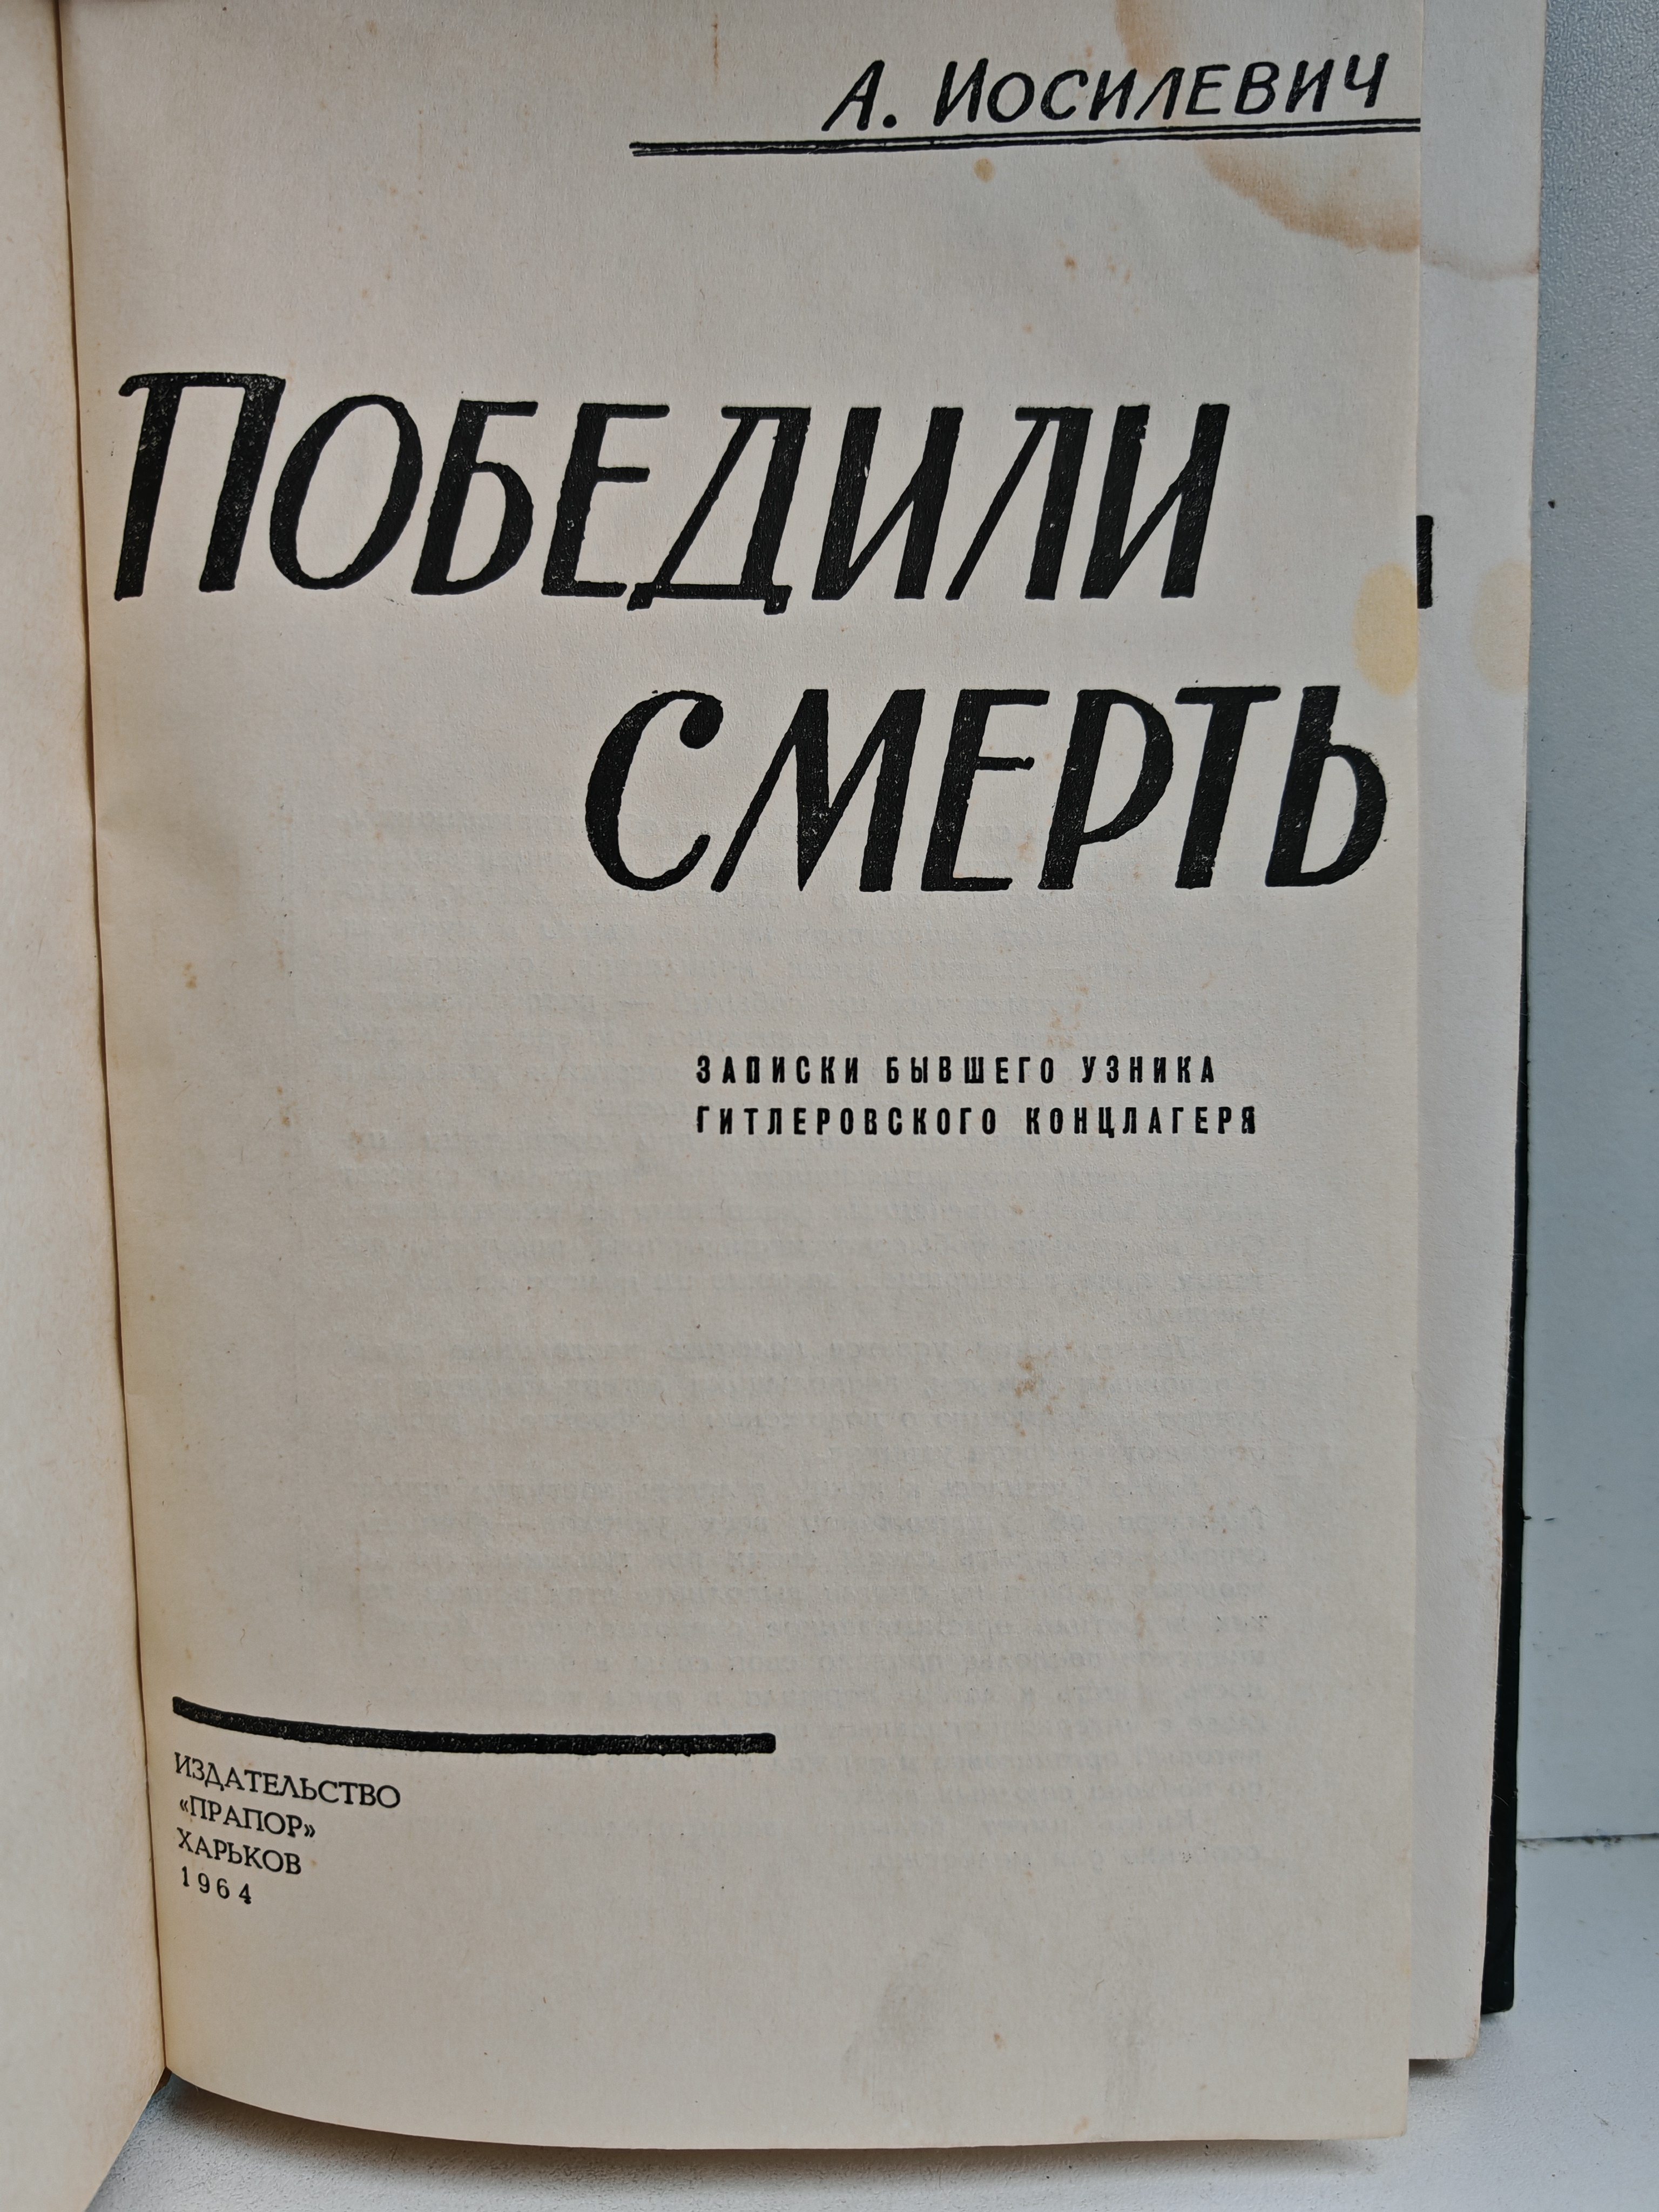 А. ИОСИЛЕВИЧ
ПОБЕДИЛИ
СМЕРТЬ
ЗАПИСКИ БЫВШЕГО УЗНИКА
ГИТЛЕРОВСКОГО КОНЦЛАГЕРЯ
ИЗДАТЕЛЬСТВО
«ПРАПОР»
ХАРЬКОВ
1964